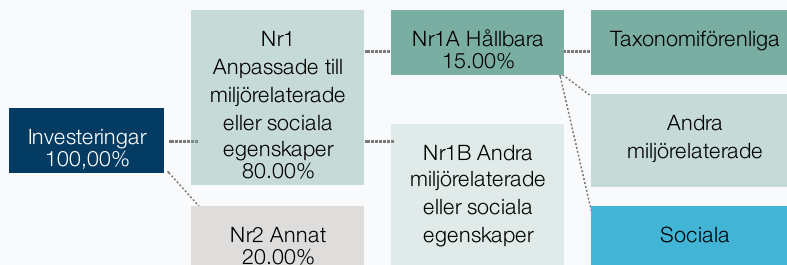 Investeringar
100,00%
Nr1
Anpassade till
miljörelaterade
eller sociala
egenskaper
80.00%
Nr2 Annat
20.00%
Nr1A Hållbara
15.00%
Nr1B Andra
miljörelaterade
eller sociala
egenskaper
Taxonomiförenliga
Andra
miljörelaterade
Sociala